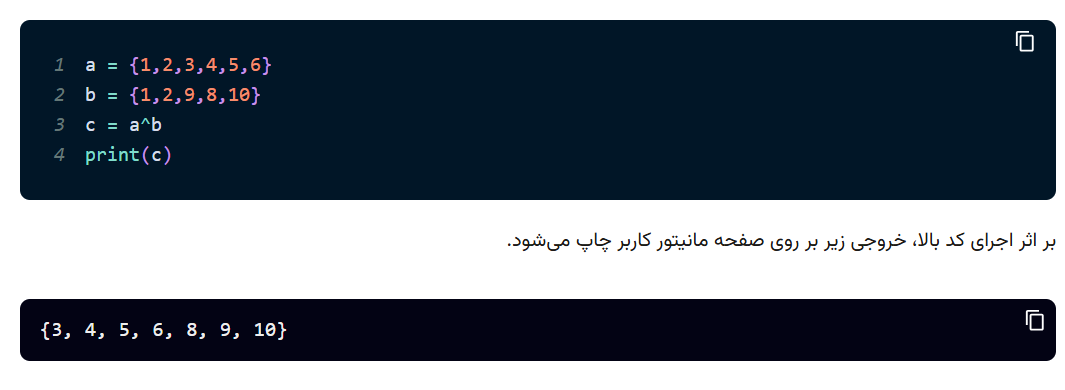 1 a = {1,2,3,4,5,6}
2 b = {1,2,9,8,10}
3 c = a^b
4 print(c)
بر اثر اجرای کد بالا، خروجی زیر بر روی صفحه مانیتور کاربر چاپ می‌شود.
{3, 4, 5, 6, 8, 9, 10}